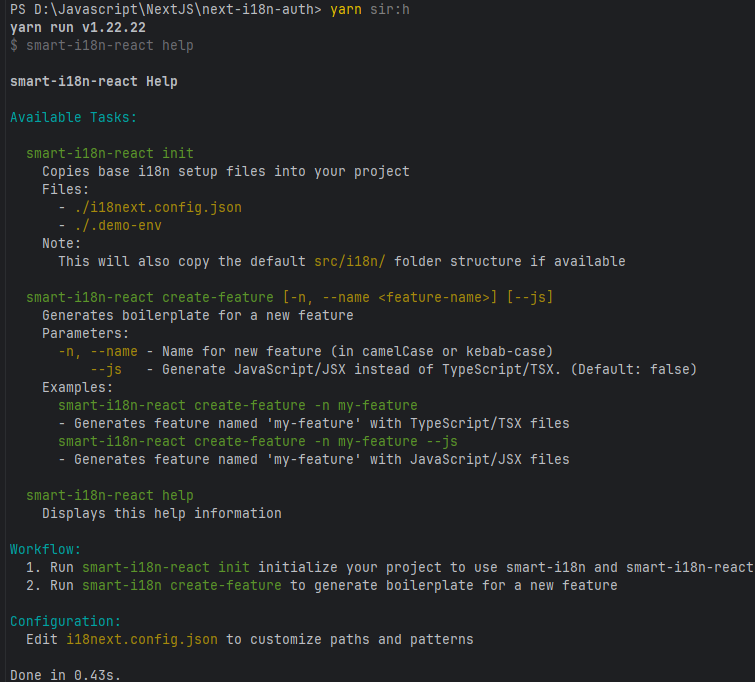 PS D:\Javascript\NextJS\next-i18n-auth> yarn sir:h
yarn run v1.22.22
$ smart-i18n-react help
smart-i18n-react Help
Available Tasks:
smart-i18n-react init
Copies base i18n setup files into your project
Files:
- ./i18next.config.json
- ./.demo-env
Note:
This will also copy the default src/i18n/ folder structure if available
smart-i18n-react create-feature [-n, --name <feature-name>] [--js]
Generates boilerplate for a new feature
Parameters:
-n, --name - Name for new feature (in camelCase or kebab-case)
--js - Generate JavaScript/JSX instead of TypeScript/TSX. (Default: false)
Examples:
smart-i18n-react create-feature -n my-feature
- Generates feature named 'my-feature' with TypeScript/TSX files
smart-i18n-react create-feature -n my-feature --js
- Generates feature named 'my-feature' with JavaScript/JSX files
smart-i18n-react help
Displays this help information
Workflow:
1. Run smart-i18n-react init initialize your project to use smart-i18n and smart-i18n-react
2. Run smart-i18n create-feature to generate boilerplate for a new feature
Configuration:
Edit i18next.config.json to customize paths and patterns
Done in 0.43s.